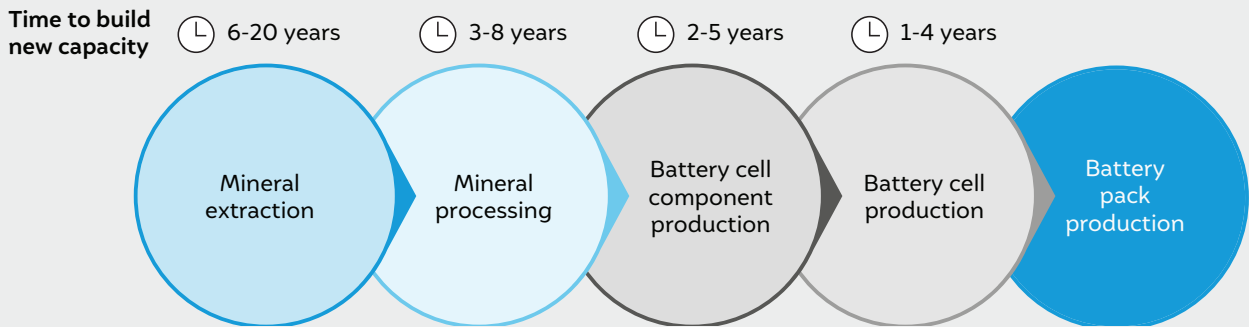 Time to build
new capacity
6-20 years
3-8 years
2-5 years
1-4 years
Mineral
extraction
Mineral
processing
Battery cell
component
production
Battery cell
production
Battery
pack
production